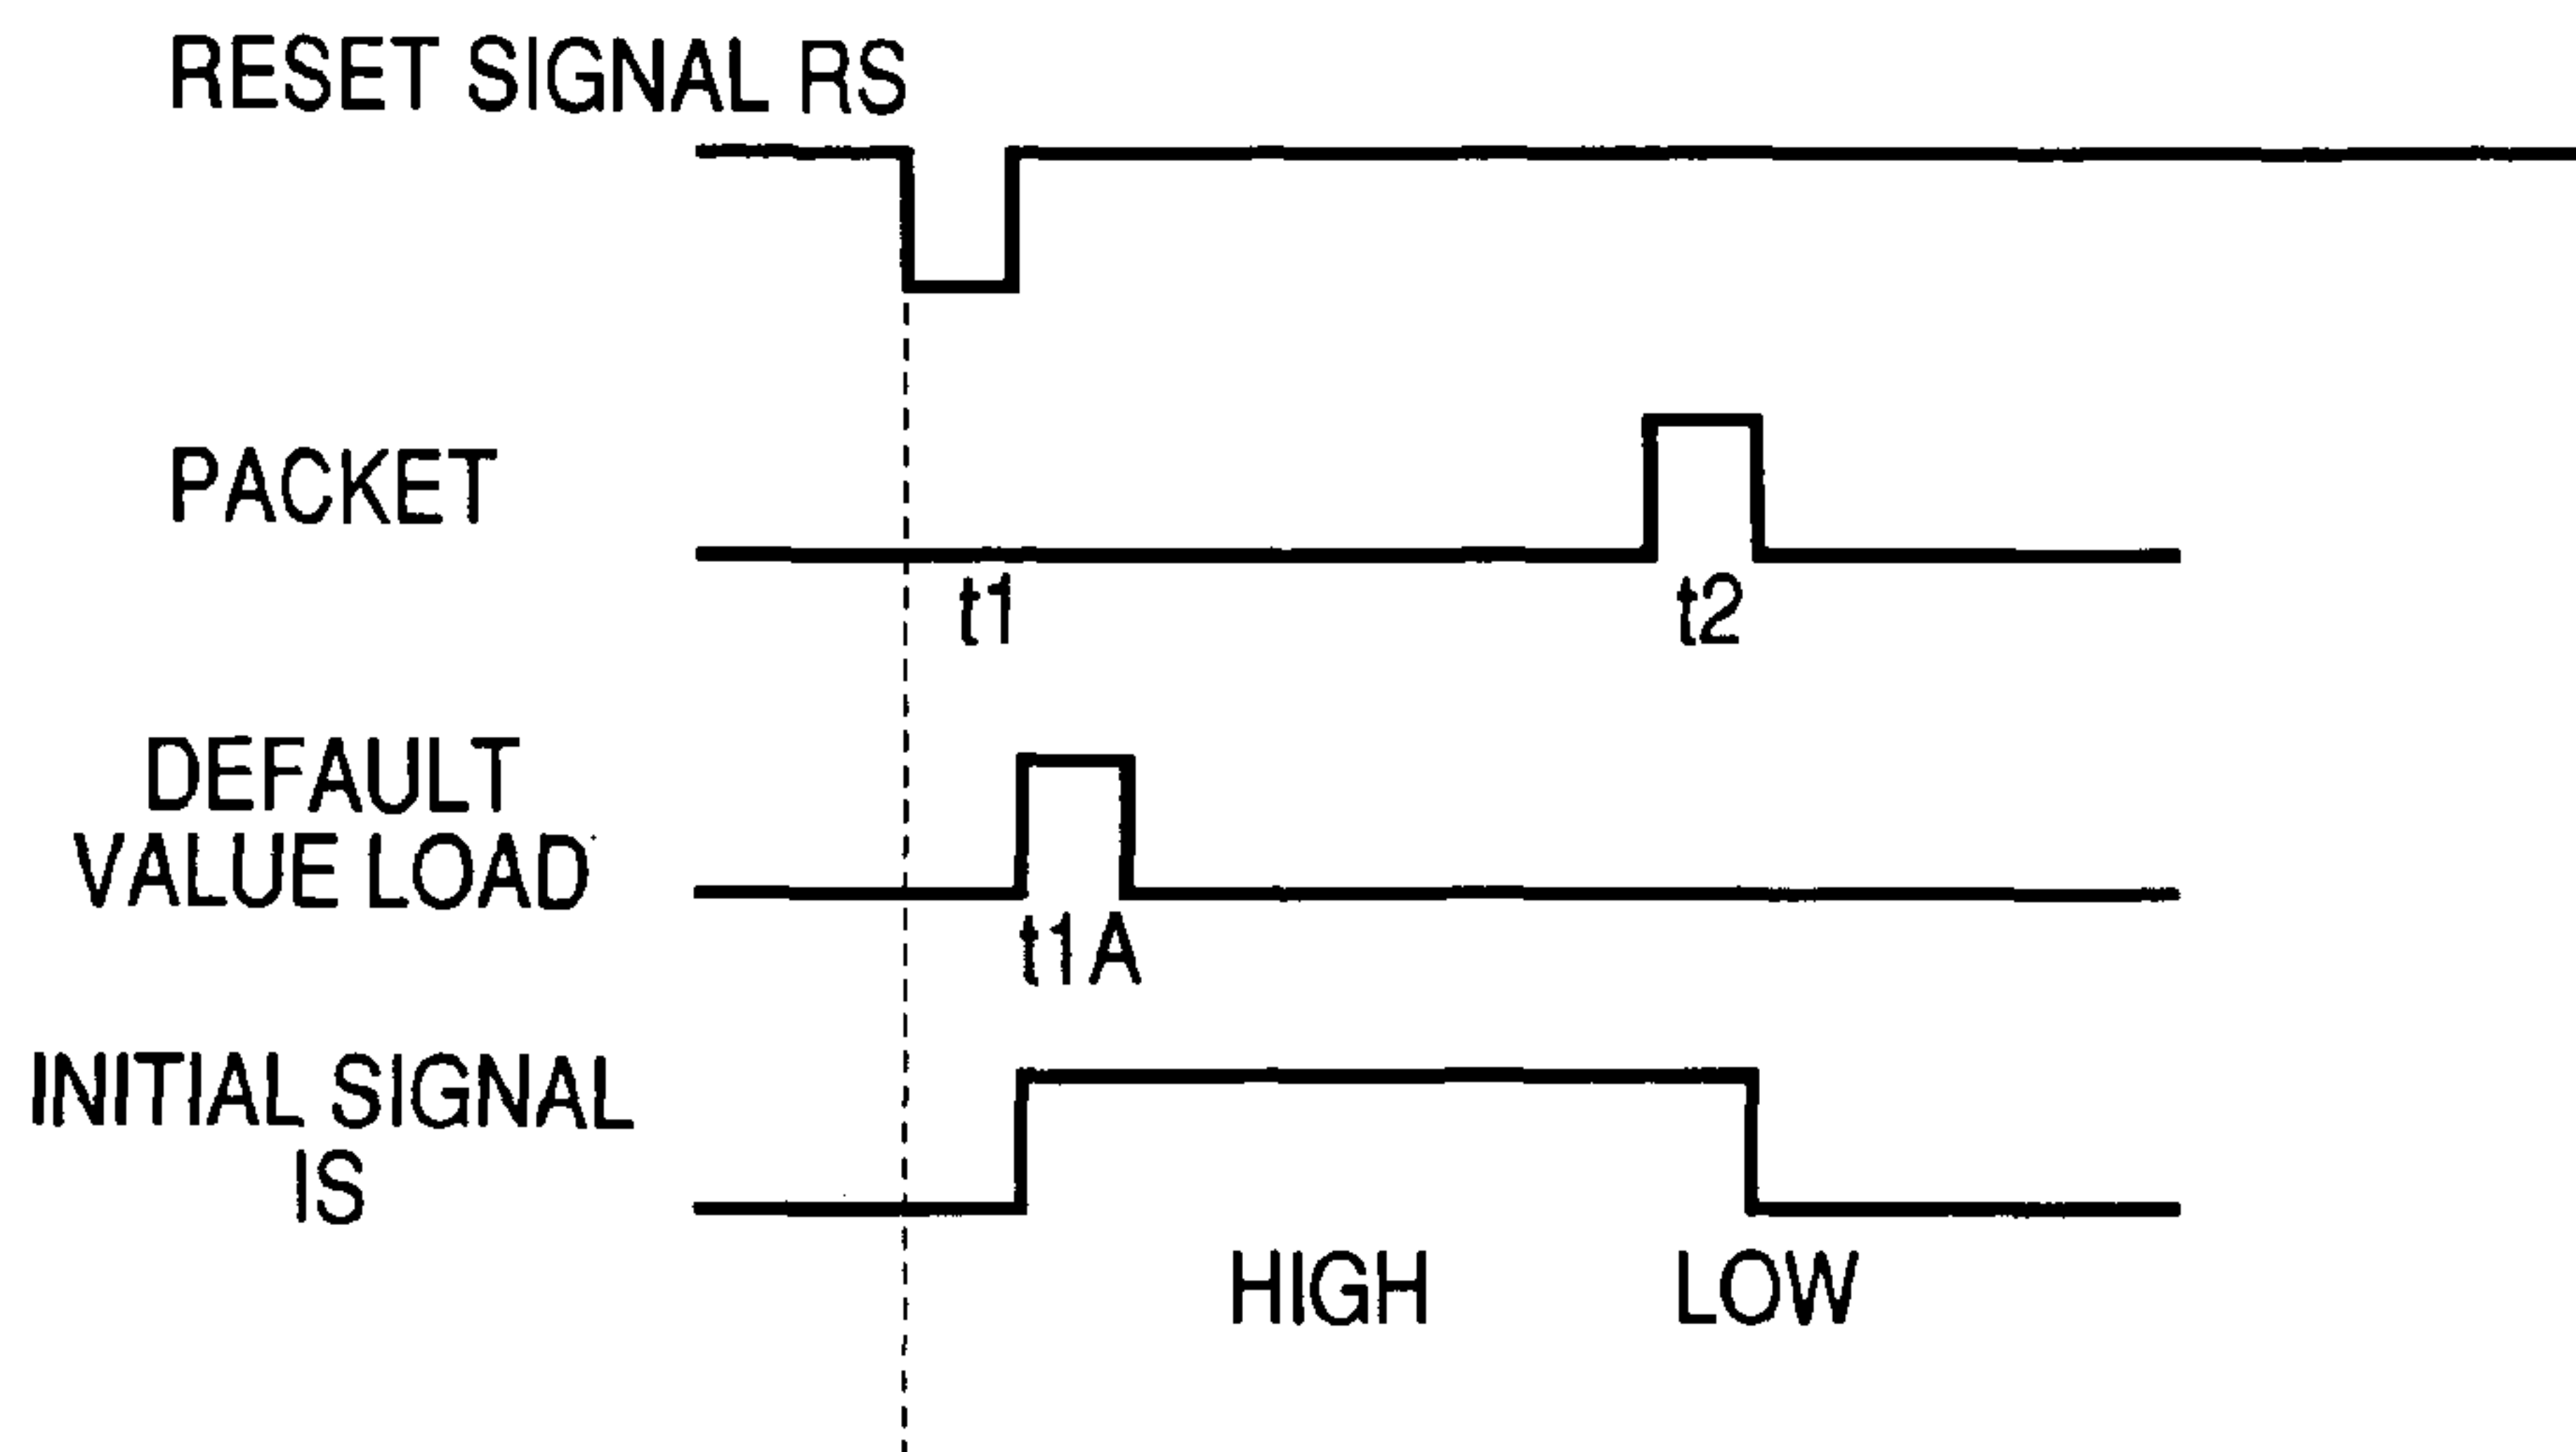 RESET SIGNAL RS
PACKET
t1
t2
DEFAULT
VALUE LOAD
t1A
INITIAL SIGNAL
IS
HIGH
LOW